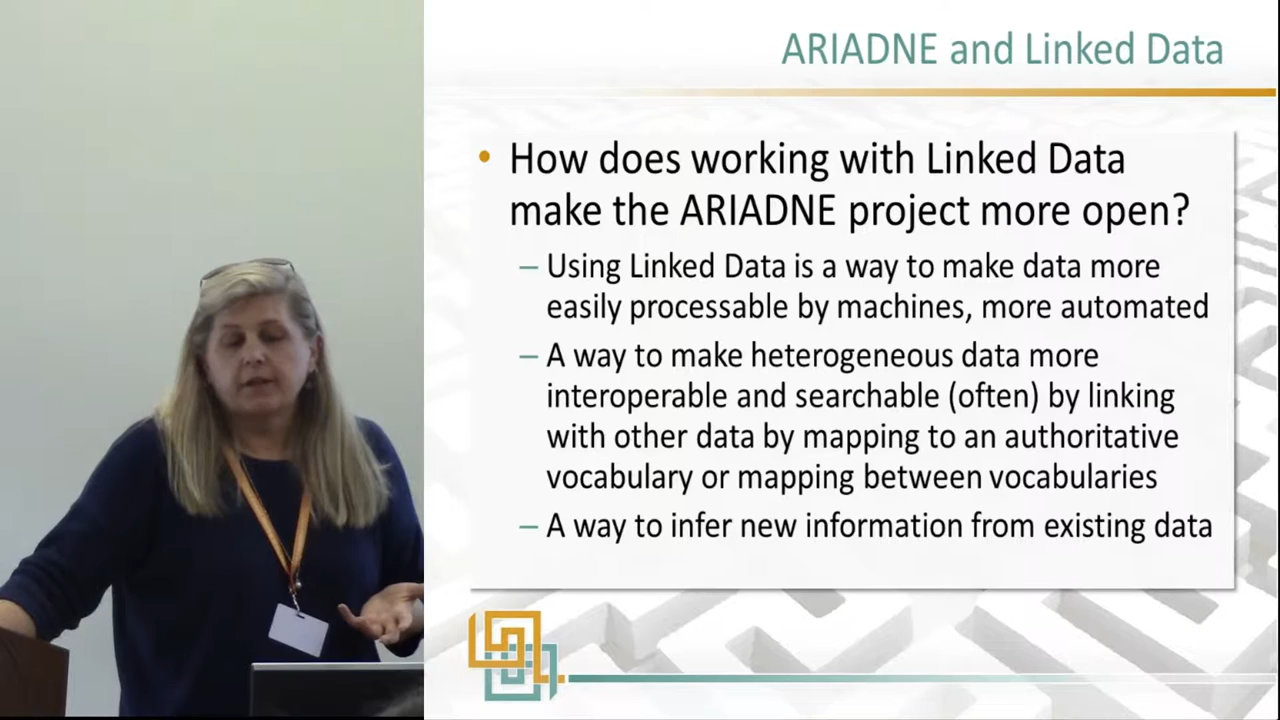 ARIADNE and Linked Data
• How does working with Linked Data
make the ARIADNE project more open?
– Using Linked Data is a way to make data more
easily processable by machines, more automated
– A way to make heterogeneous data more
interoperable and searchable (often) by linking
with other data by mapping to an authoritative
vocabulary or mapping between vocabularies
– A way to infer new information from existing data